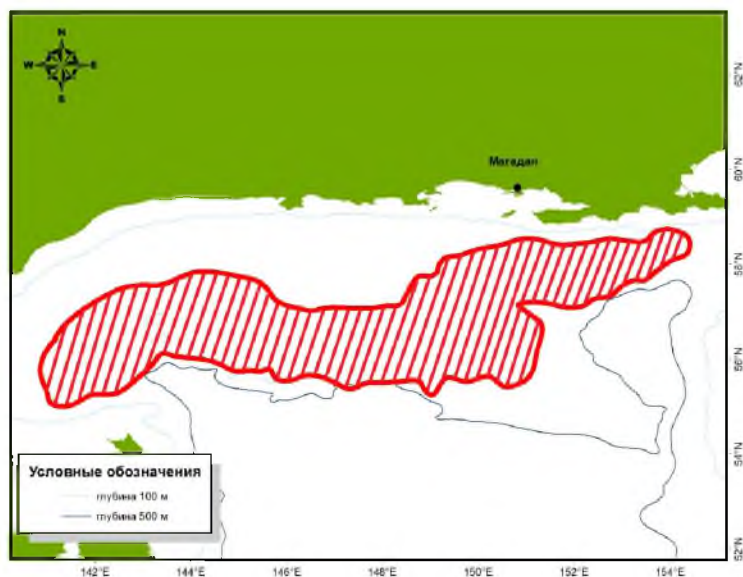 N
W E
S
Магадан
62°N
60°N
58°N
56°N
54°N
52°N
Условные обозначения
глубина 100 м
глубина 500 м
142°E 144°E 146°E 148°E 150°E 152°E 154°E